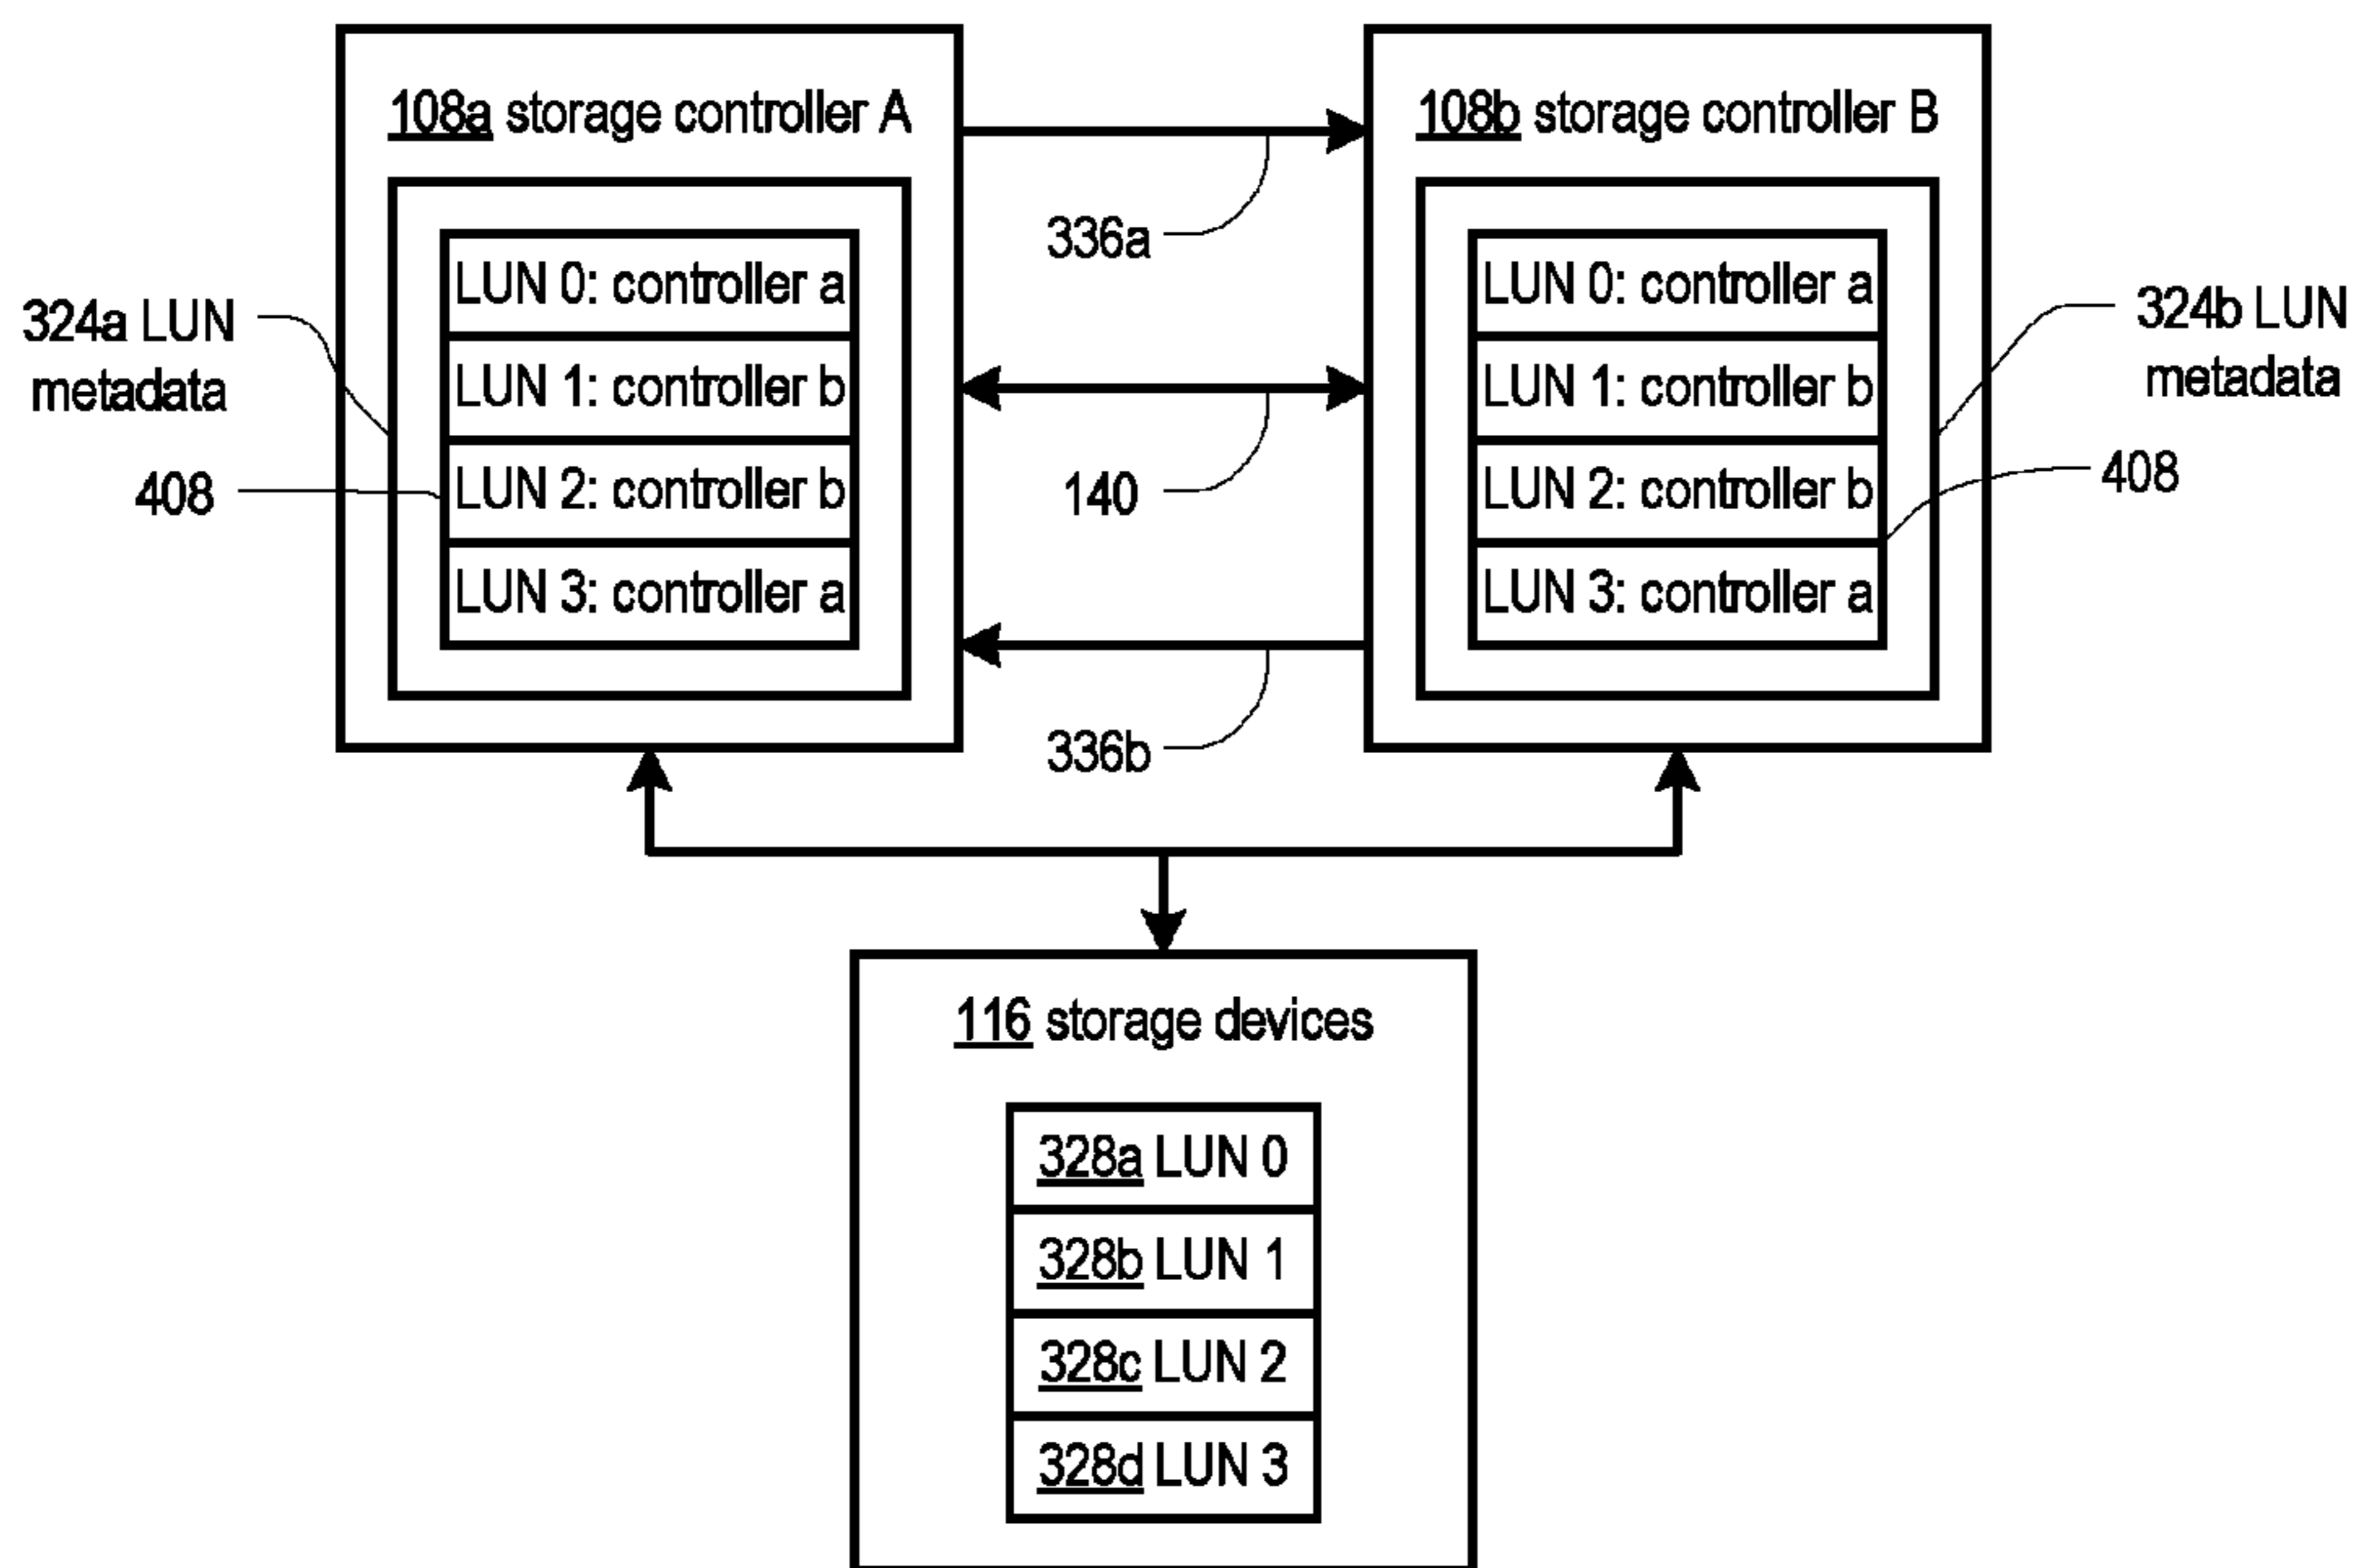 108a storage controller A
108b storage controller B
324a LUN
metadata
LUN 0: controller a
LUN 1: controller b
LUN 2: controller b
LUN 3: controller a
408
336a
140
336b
LUN 0: controller a
LUN 1: controller b
LUN 2: controller b
LUN 3: controller a
324b LUN
metadata
408
116 storage devices
328a LUN 0
328b LUN 1
328c LUN 2
328d LUN 3